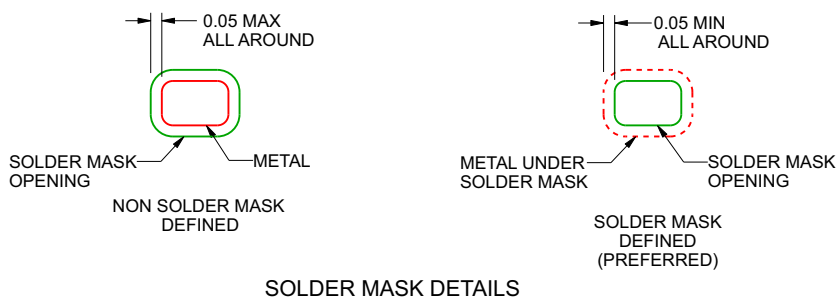 0.05 MAX
ALL AROUND
SOLDER MASK
OPENING
METAL
NON SOLDER MASK
DEFINED
0.05 MIN
ALL AROUND
METAL UNDER
SOLDER MASK
SOLDER MASK
OPENING
SOLDER MASK
DEFINED
(PREFERRED)
SOLDER MASK DETAILS